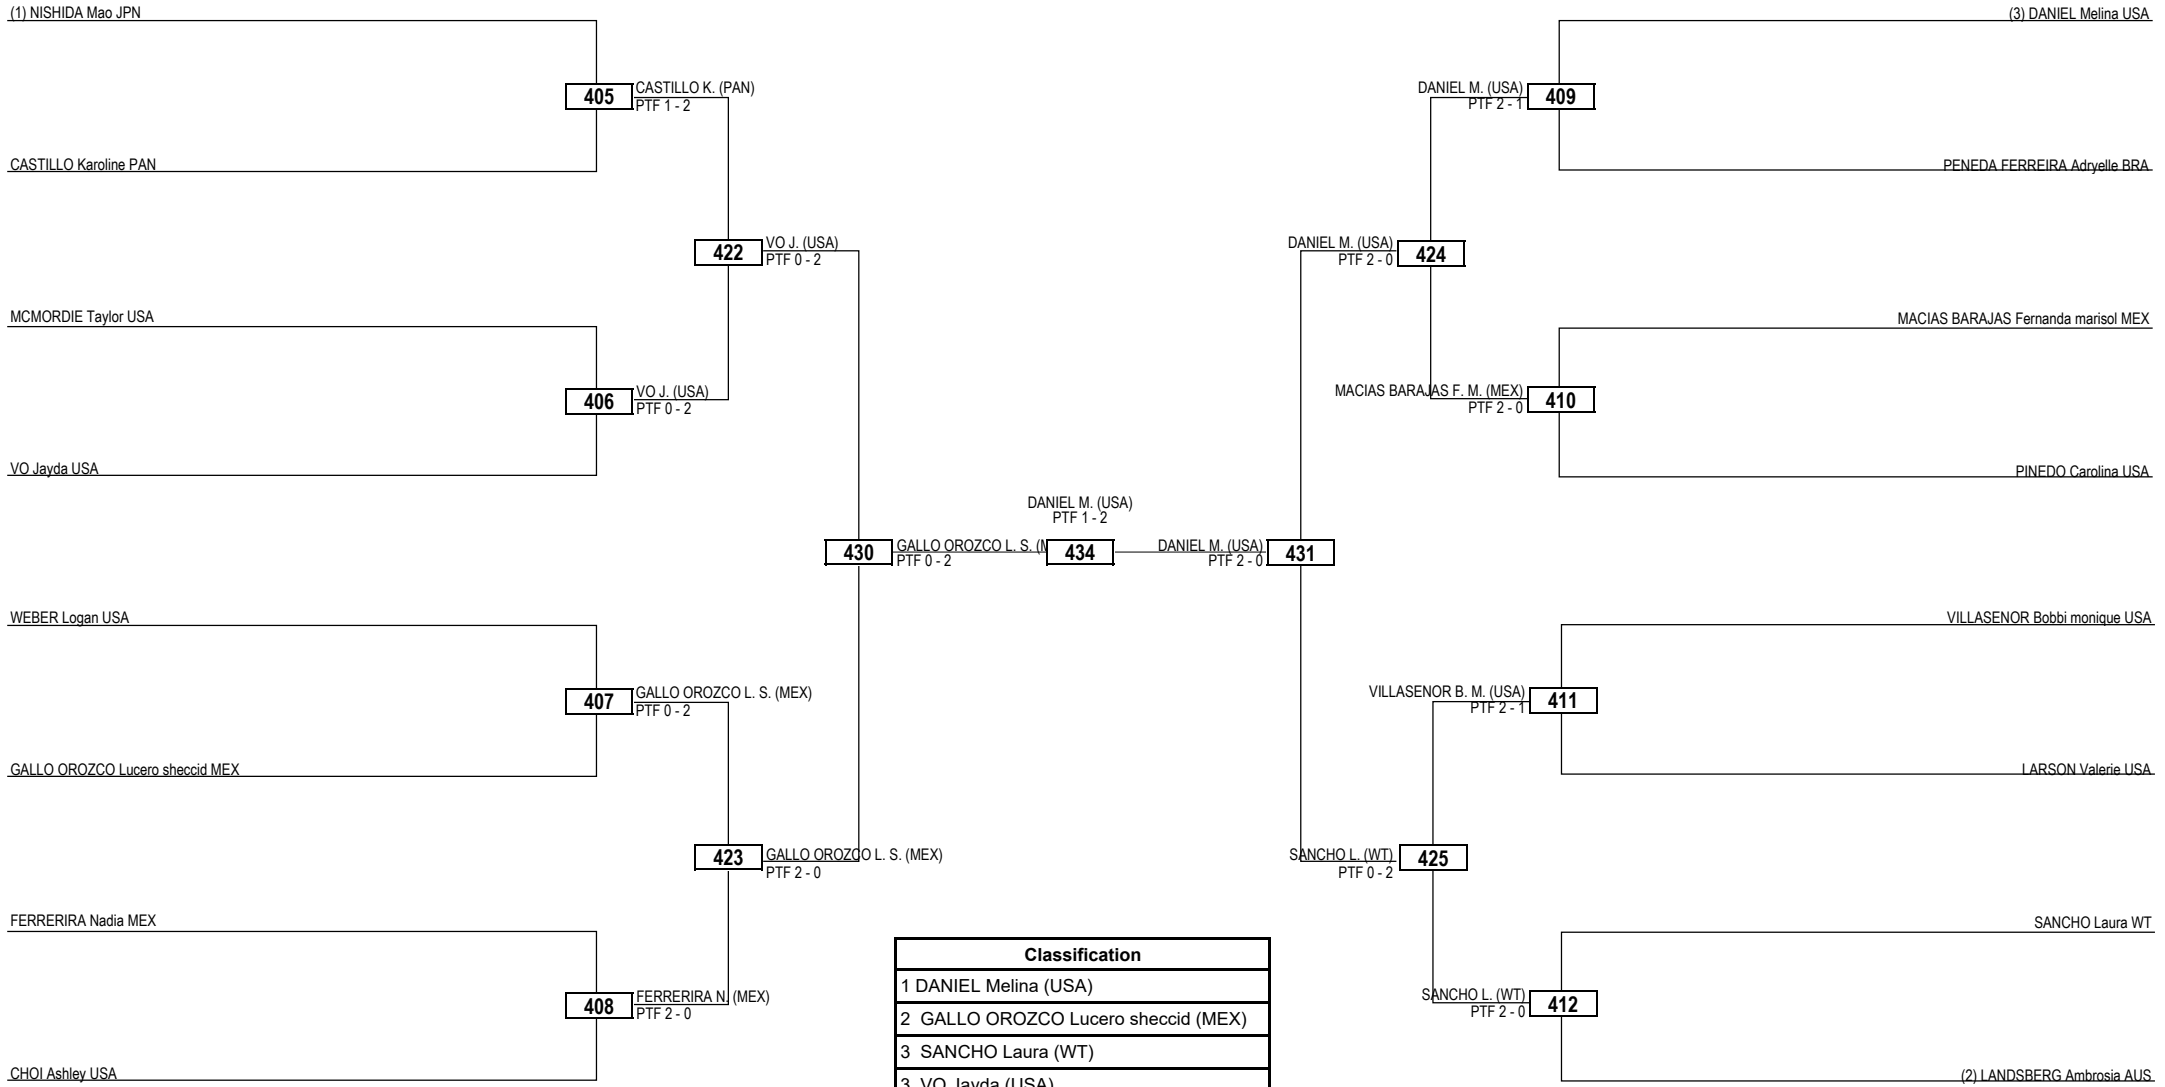 (1) NISHIDA Mao JPN
(3) DANIEL Melina USA
405
CASTILLO K. (PAN)
PTF 1 - 2
DANIEL M. (USA)
PTF 2 - 1
409
CASTILLO Karoline PAN
PENEDA FERREIRA Adryelle BRA
422
VO J. (USA)
PTF 0 - 2
DANIEL M. (USA)
PTF 2 - 0
424
MCMORDIE Taylor USA
MACIAS BARAJAS Fernanda marisol MEX
406
VO J. (USA)
PTF 0 - 2
MACIAS BARAJAS F. M. (MEX)
PTF 2 - 0
410
VO Jayda USA
PINEDO Carolina USA
DANIEL M. (USA)
PTF 1 - 2
430
GALLO OROZCO L. S. (M
PTF 0 - 2
434
DANIEL M. (USA)
PTF 2 - 0
431
WEBER Logan USA
VILLASENOR Bobbi monique USA
407
GALLO OROZCO L. S. (MEX)
PTF 0 - 2
VILLASENOR B. M. (USA)
PTF 2 - 1
411
GALLO OROZCO Lucero sheccid MEX
LARSON Valerie USA
423
GALLO OROZCO L. S. (MEX)
PTF 2 - 0
SANCHO L. (WT)
PTF 0 - 2
425
FERRERIRA Nadia MEX
SANCHO Laura WT
408
FERRERIRA N. (MEX)
PTF 2 - 0
SANCHO L. (WT)
PTF 2 - 0
412
CHOI Ashley USA
(2) LANDSBERG Ambrosia AUS
Classification
1 DANIEL Melina (USA)
2 GALLO OROZCO Lucero sheccid (MEX)
3 SANCHO Laura (WT)
3 VO Jayda (USA)